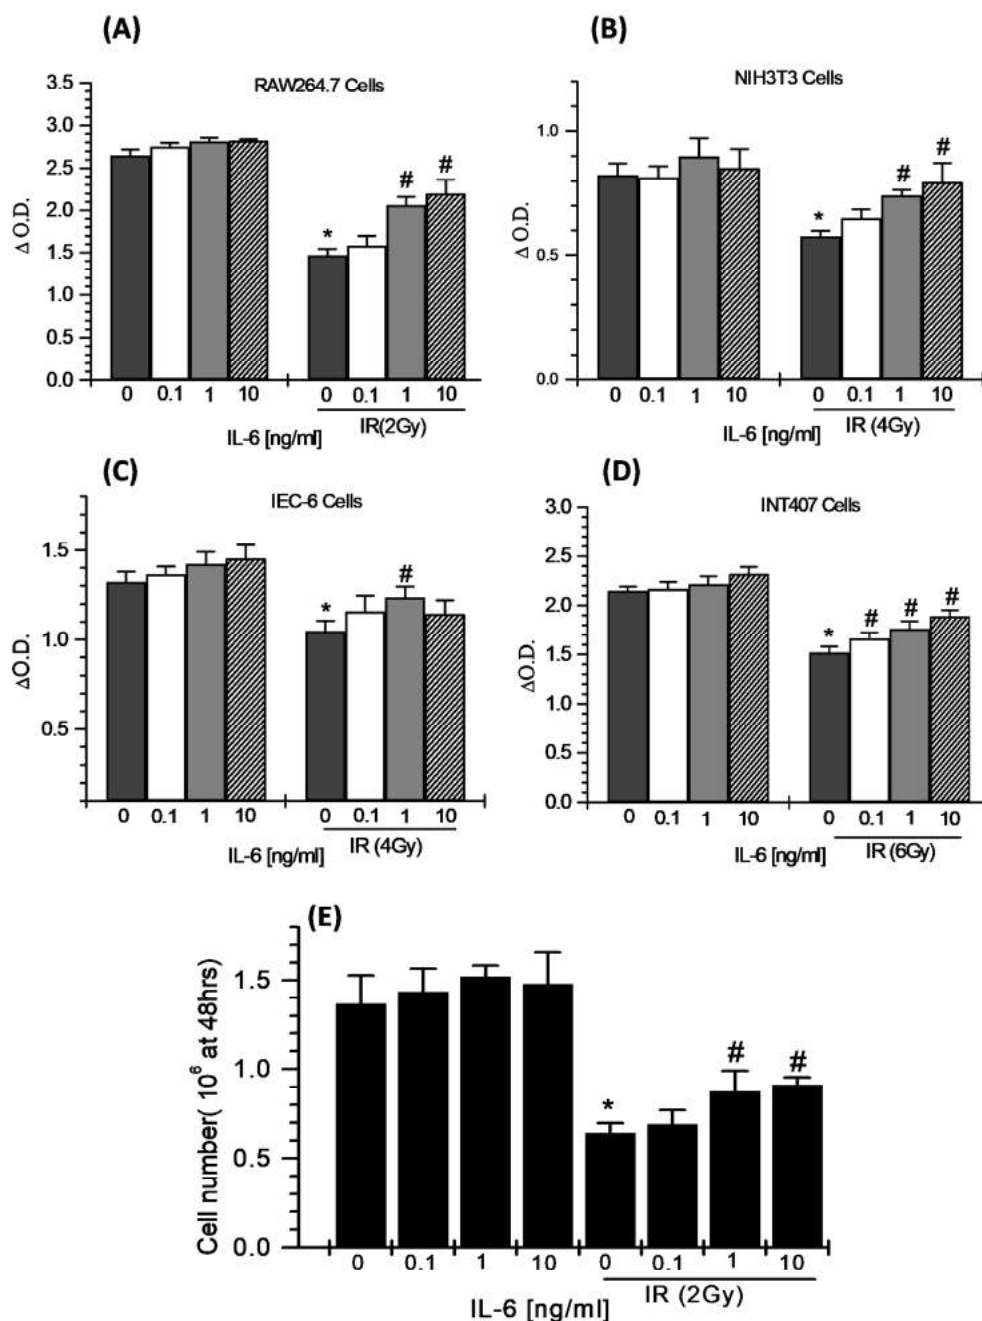 (A)
RAW264.7 Cells
Δ O.D.
3.5
3.0
2.5
2.0
1.5
1.0
0.5
0.0
*
#
#
0 0.1 1 10 0 0.1 1 10
IL-6 [ng/ml]
IR(2Gy)
(B)
NIH3T3 Cells
Δ O.D.
1.0
0.5
0.0
*
#
#
0 0.1 1 10 0 0.1 1 10
IL-6 [ng/ml]
IR (4Gy)
(C)
IEC-6 Cells
ΔO.D.
1.5
1.0
0.5
*
#
0 0.1 1 10 0 0.1 1 10
IL-6 [ng/ml]
IR (4Gy)
(D)
INT407 Cells
ΔO.D.
3.0
2.5
2.0
1.5
1.0
0.5
0.0
*
#
#
#
0 0.1 1 10 0 0.1 1 10
IL-6 [ng/ml]
IR (6Gy)
(E)
Cell number( 10⁶ at 48hrs)
1.5
1.0
0.5
0.0
*
#
#
0 0.1 1 10 0 0.1 1 10
IL-6 [ng/ml]
IR (2Gy)